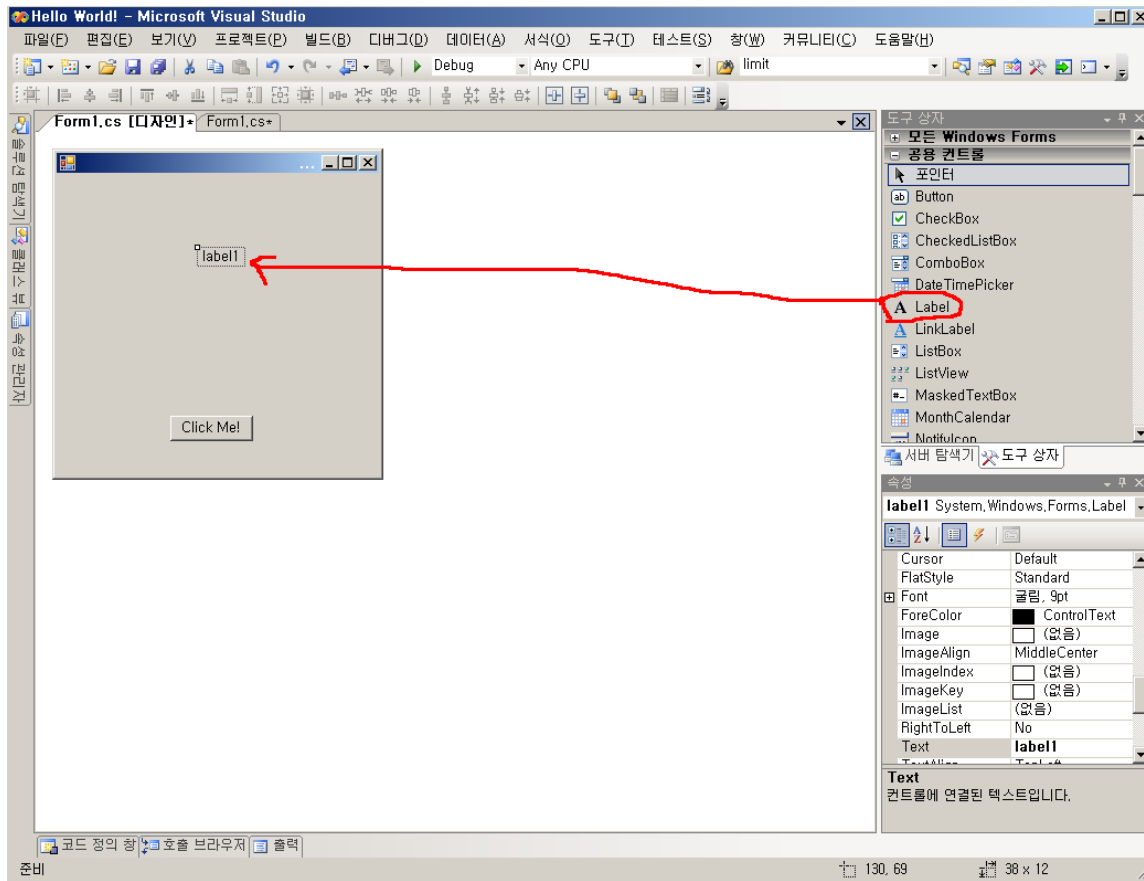 Hello World! - Microsoft Visual Studio
파일(F) 편집(E) 보기(V) 프로젝트(P) 빌드(B) 디버그(D) 데이터(A) 서식(O) 도구(T) 테스트(S) 창(W) 커뮤니티(C) 도움말(H)
Debug Any CPU limit
Form1.cs [디자인]* Form1.cs*
솔루션 탐색기
클래스 뷰
속성 관리자
...
label1
Click Me!
도구 상자
모든 Windows Forms
공용 컨트롤
포인터
Button
CheckBox
CheckedListBox
ComboBox
DateTimePicker
Label
LinkLabel
ListBox
ListView
MaskedTextBox
MonthCalendar
NotifyIcon
서버 탐색기 도구 상자
속성
label1 System.Windows.Forms.Label
Cursor Default
FlatStyle Standard
Font 굴림, 9pt
ForeColor ControlText
Image (없음)
ImageAlign MiddleCenter
ImageIndex (없음)
ImageKey (없음)
ImageList (없음)
RightToLeft No
Text label1
TextAlign TopLeft
Text
컨트롤에 연결된 텍스트입니다.
코드 정의 창 호출 브라우저 출력
준비 130, 69 38 x 12